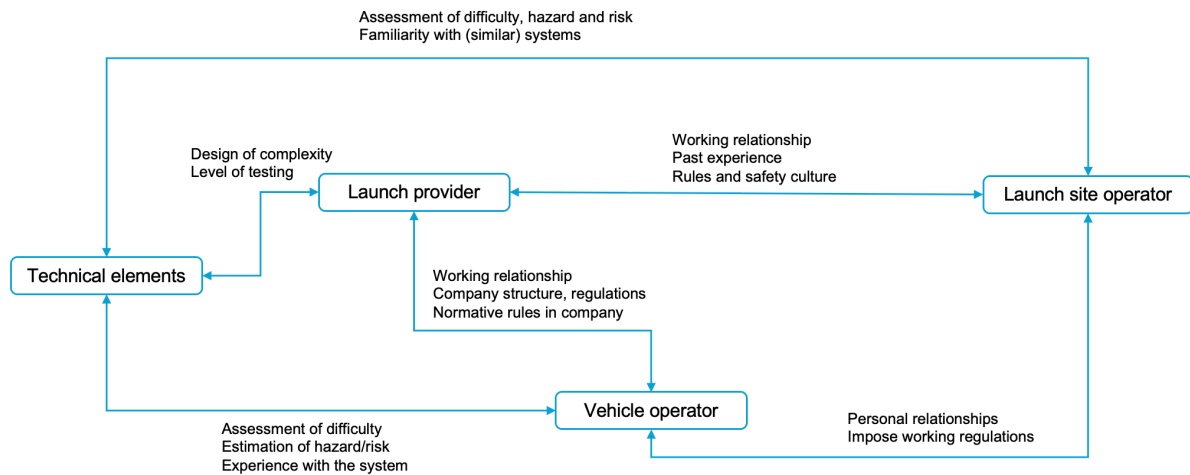 Assessment of difficulty, hazard and risk
Familiarity with (similar) systems
Design of complexity
Level of testing
Working relationship
Past experience
Rules and safety culture
Launch provider
Launch site operator
Technical elements
Working relationship
Company structure, regulations
Normative rules in company
Vehicle operator
Assessment of difficulty
Estimation of hazard/risk
Experience with the system
Personal relationships
Impose working regulations